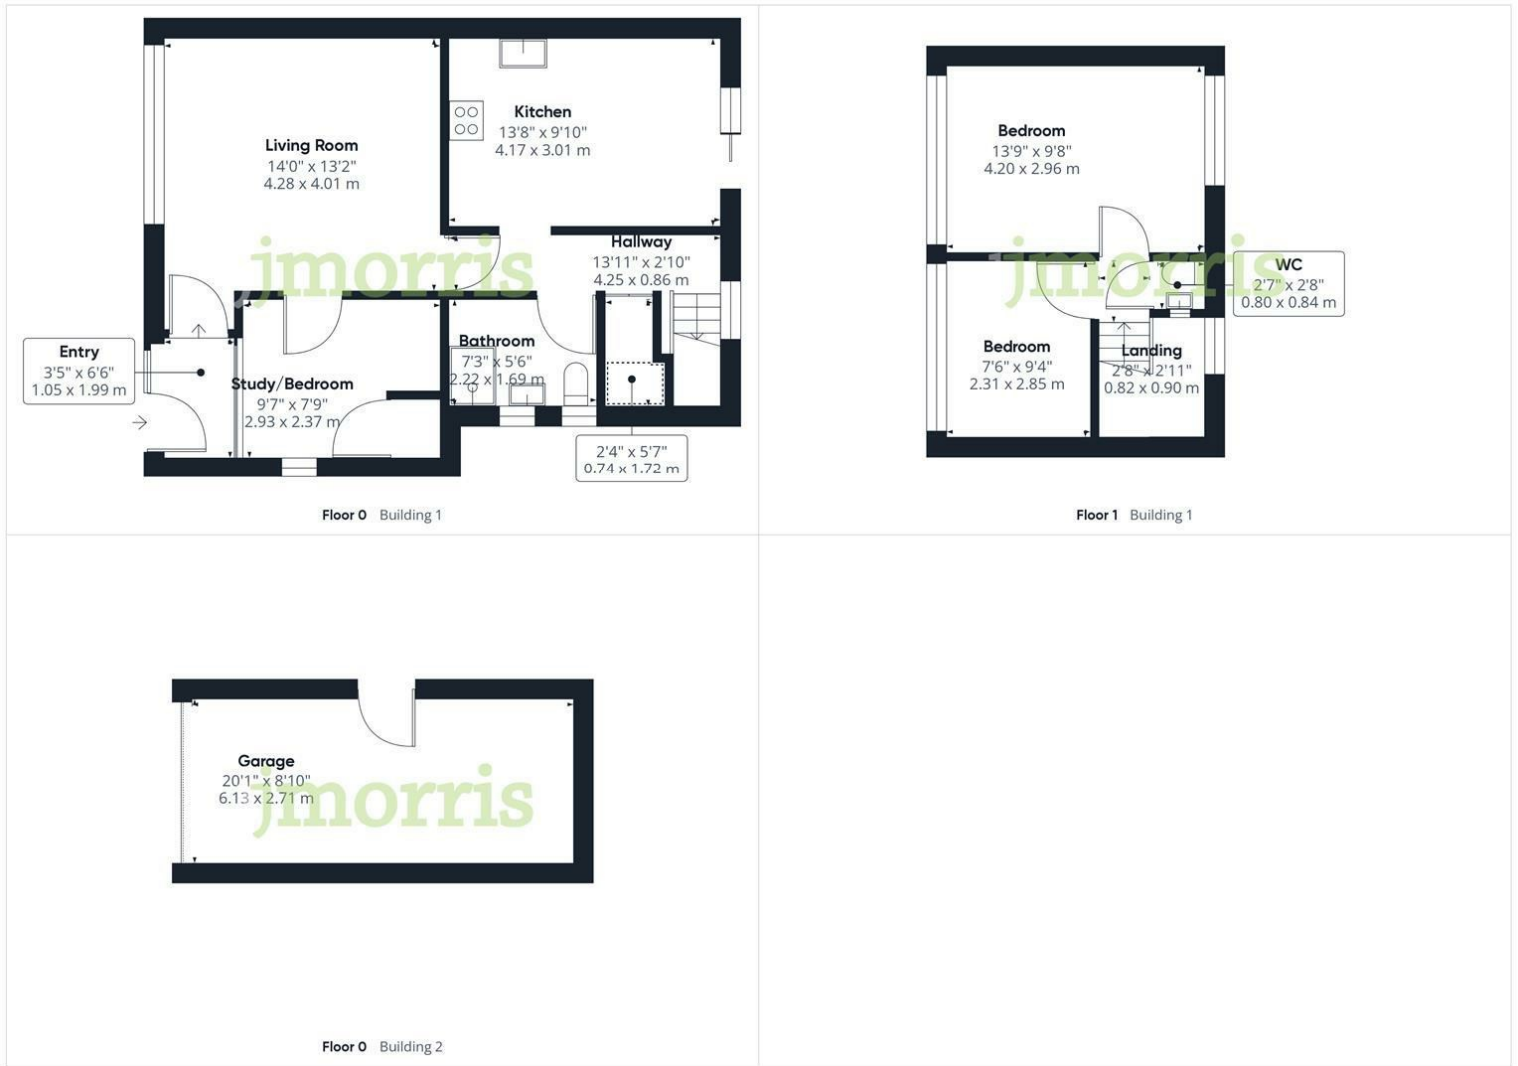 Living Room
14'0" x 13'2"
4.28 x 4.01 m
Kitchen
13'8" x 9'10"
4.17 x 3.01 m
Hallway
13'11" x 2'10"
4.25 x 0.86 m
jmorris
Entry
3'5" x 6'6"
1.05 x 1.99 m
Study/Bedroom
9'7" x 7'9"
2.93 x 2.37 m
Bathroom
7'3" x 5'6"
2.22 x 1.69 m
2'4" x 5'7"
0.74 x 1.72 m
Floor 0 Building 1
Bedroom
13'9" x 9'8"
4.20 x 2.96 m
jmorris
WC
2'7" x 2'8"
0.80 x 0.84 m
Bedroom
7'6" x 9'4"
2.31 x 2.85 m
Landing
2'8" x 2'11"
0.82 x 0.90 m
Floor 1 Building 1
Garage
20'1" x 8'10"
6.13 x 2.71 m
jmorris
Floor 0 Building 2